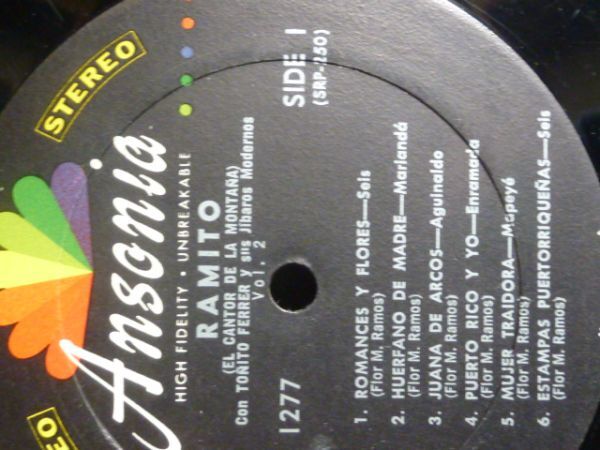 STEREO
Ansonia
HIGH FIDELITY • UNBREAKABLE
RAMITO
(EL CANTOR DE LA MONTAÑA)
Con TOÑITO FERRER y sus Jibaros Modernos
Vol. 2
1277
SIDE 1
(SRP-250)
1. ROMANCES Y FLORES—Seis
(Flor M. Ramos)
2. HUERFANO DE MADRE—Mariandá
(Flor M. Ramos)
3. JUANA DE ARCOS—Aguinaldo
(Flor M. Ramos)
4. PUERTO RICO Y YO—Enramada
(Flor M. Ramos)
5. MUJER TRAIDORA—Mapeyé
(Flor M. Ramos)
6. ESTAMPAS PUERTORRIQUEÑAS—Seis
(Flor M. Ramos)
EO